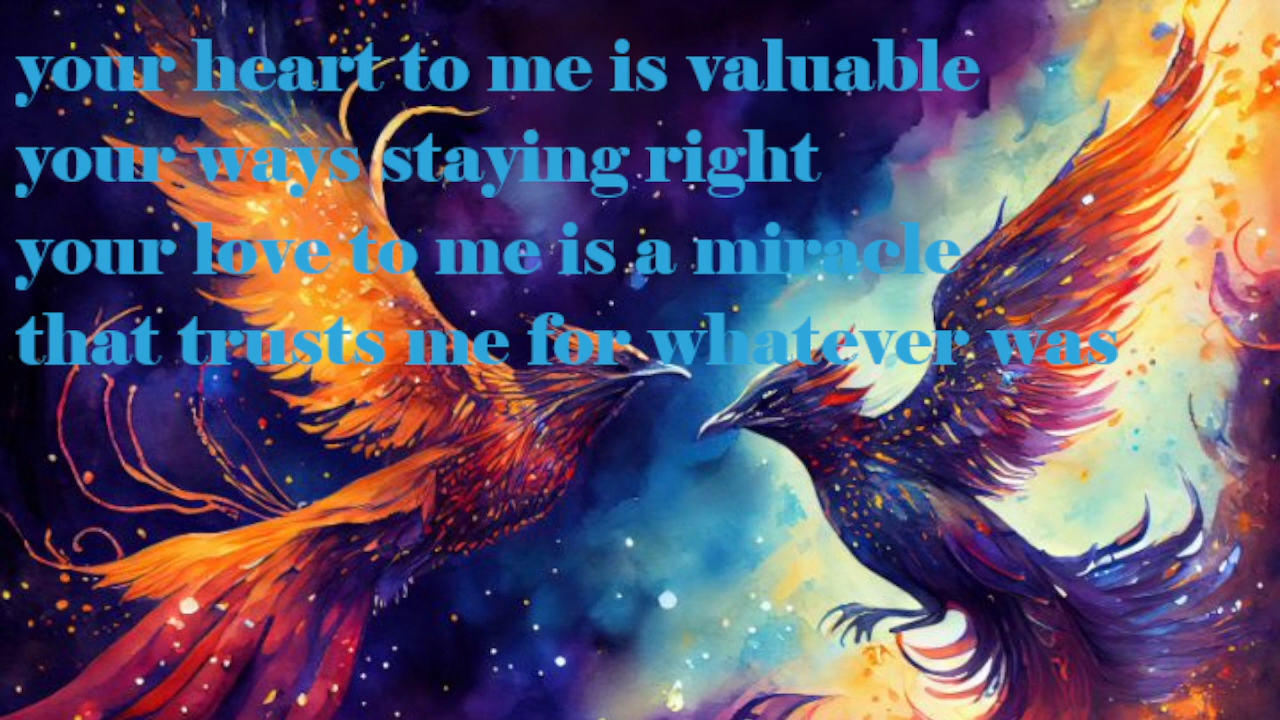 your heart to me is valuable
your ways staying right
your love to me is a miracle
that trusts me for whatever was